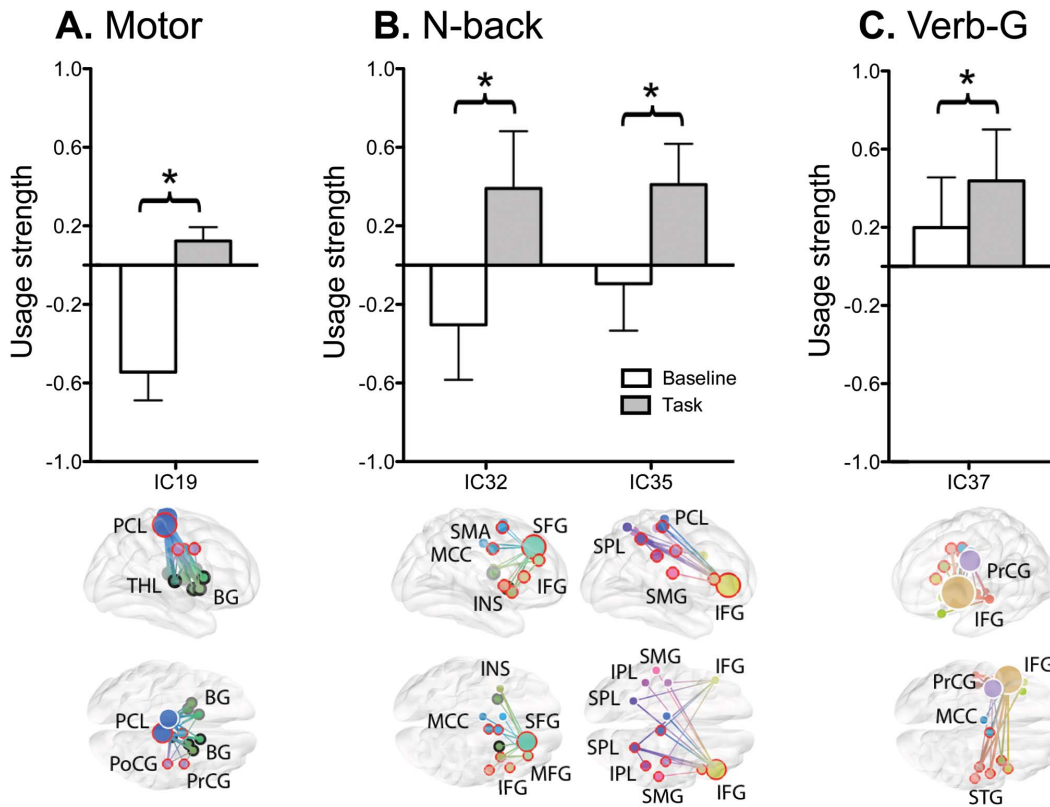 A. Motor
Usage strength
1.0
0.6
0.2
-0.2
-0.6
-1.0
*
IC19
PCL
THL
BG
BG
PCL
BG
PoCG
PrCG
B. N-back
Usage strength
1.0
0.6
0.2
-0.2
-0.6
-1.0
*
*
Baseline
Task
IC32
IC35
SMA
SFG
MCC
IFG
INS
PCL
SPL
SMG
IFG
INS
MCC
SFG
MFG
IFG
SMG
IPL
IFG
SPL
SPL
IPL
SMG
IFG
C. Verb-G
Usage strength
1.0
0.6
0.2
-0.2
-0.6
-1.0
*
IC37
PrCG
IFG
IFG
PrCG
MCC
STG